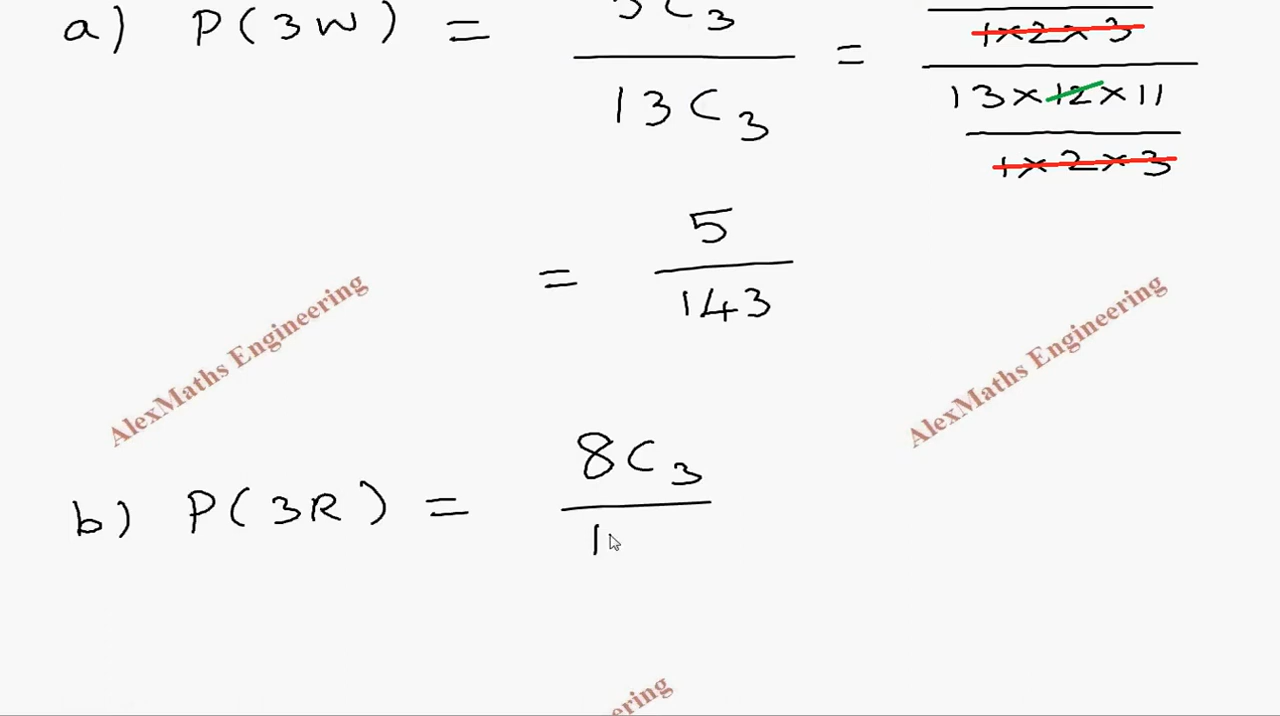 a) P(3W) = 5C3 / 13C3 = 1×2×3 / 13×12×11 / 1×2×3
= 5 / 143
AlexMaths Engineering
AlexMaths Engineering
b) P(3R) = 8C3 / 1
ering